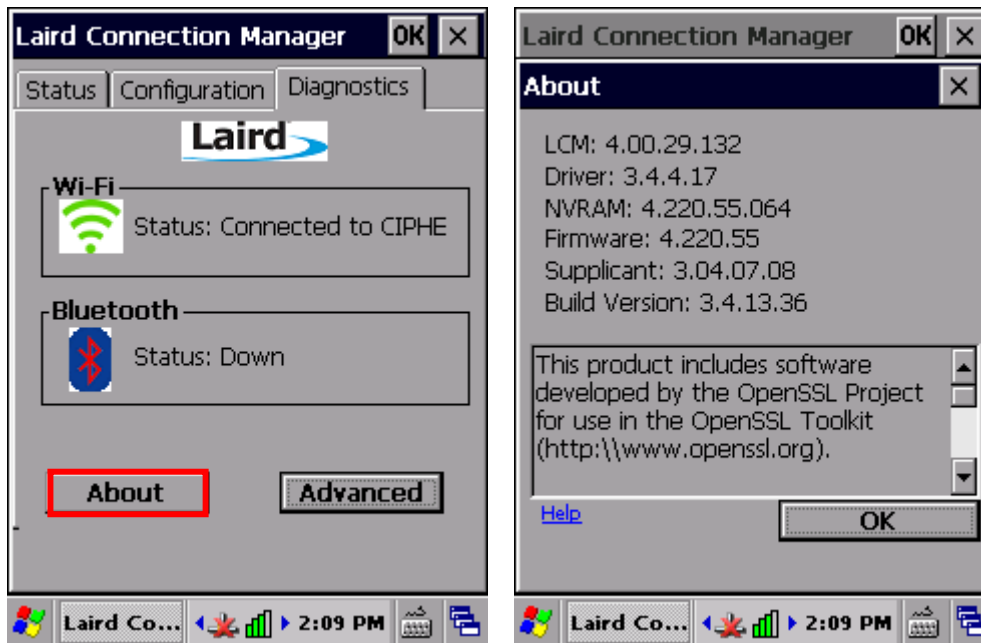 Laird Connection Manager OK
Status Configuration Diagnostics
Laird
Wi-Fi
Status: Connected to CIPHE
Bluetooth
Status: Down
About Advanced
Laird Co... 2:09 PM
Laird Connection Manager OK
About
LCM: 4.00.29.132
Driver: 3.4.4.17
NVRAM: 4.220.55.064
Firmware: 4.220.55
Supplicant: 3.04.07.08
Build Version: 3.4.13.36
This product includes software
developed by the OpenSSL Project
for use in the OpenSSL Toolkit
(http:\\www.openssl.org).
Help OK
Laird Co... 2:09 PM